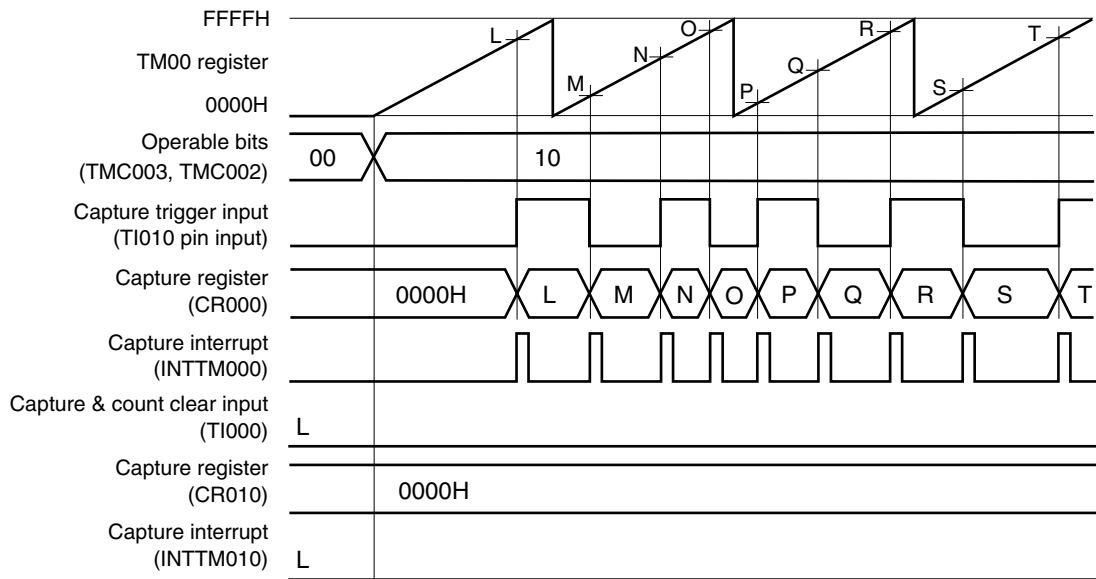 FFFFH
TM00 register
0000H
L M N O P Q R S T
Operable bits
(TMC003, TMC002)
00 10
Capture trigger input
(TI010 pin input)
Capture register
(CR000)
0000H L M N O P Q R S T
Capture interrupt
(INTTM000)
Capture & count clear input
(TI000)
L
Capture register
(CR010)
0000H
Capture interrupt
(INTTM010)
L